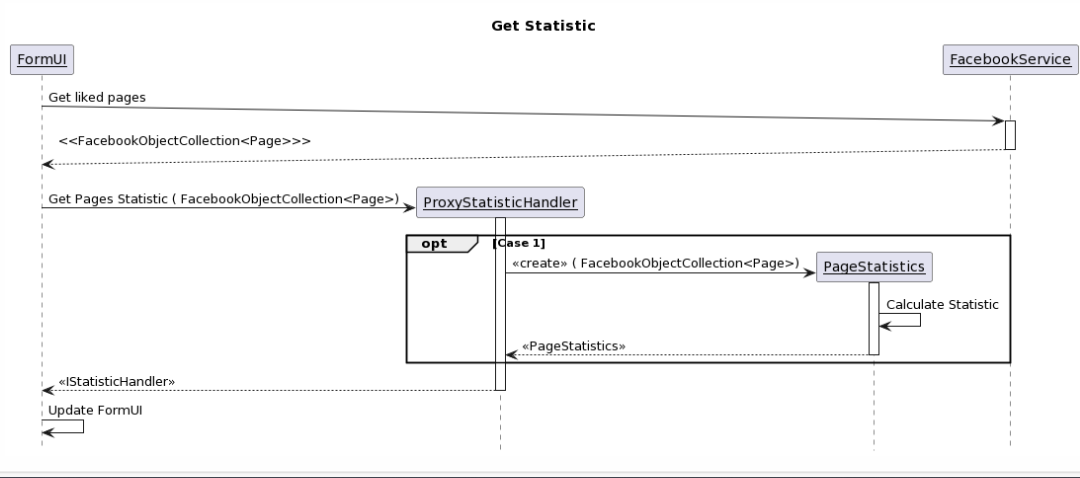 Get Statistic
FormUI
FacebookService
Get liked pages
<<FacebookObjectCollection<Page>>>
Get Pages Statistic ( FacebookObjectCollection<Page>)
ProxyStatisticHandler
opt
[Case 1]
«create» ( FacebookObjectCollection<Page>)
PageStatistics
Calculate Statistic
«PageStatistics»
«IStatisticHandler»
Update FormUI